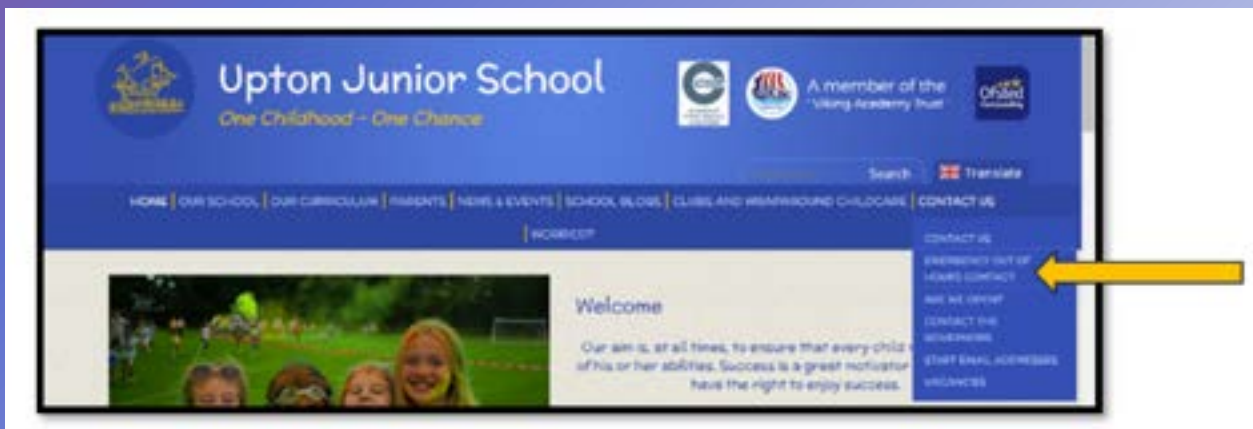 Upton Junior School
One Childhood - One Chance
A member of the
Viking Academy Trust
Ofsted
Search
Translate
HOME | OUR SCHOOL | OUR CURRICULUM | PARENTS | NEWS & EVENTS | SCHOOL BLOGS | CLUBS AND WRAPAROUND CHILDCARE | CONTACT US
CONTACT US
EMERGENCY OUT OF
HOURS CONTACT
ARE WE OPEN?
CONTACT THE
GOVERNORS
STAFF EMAIL ADDRESSES
VACANCIES
Welcome
Our aim is, at all times, to ensure that every child
of his or her abilities. Success is a great motivator
have the right to enjoy success.